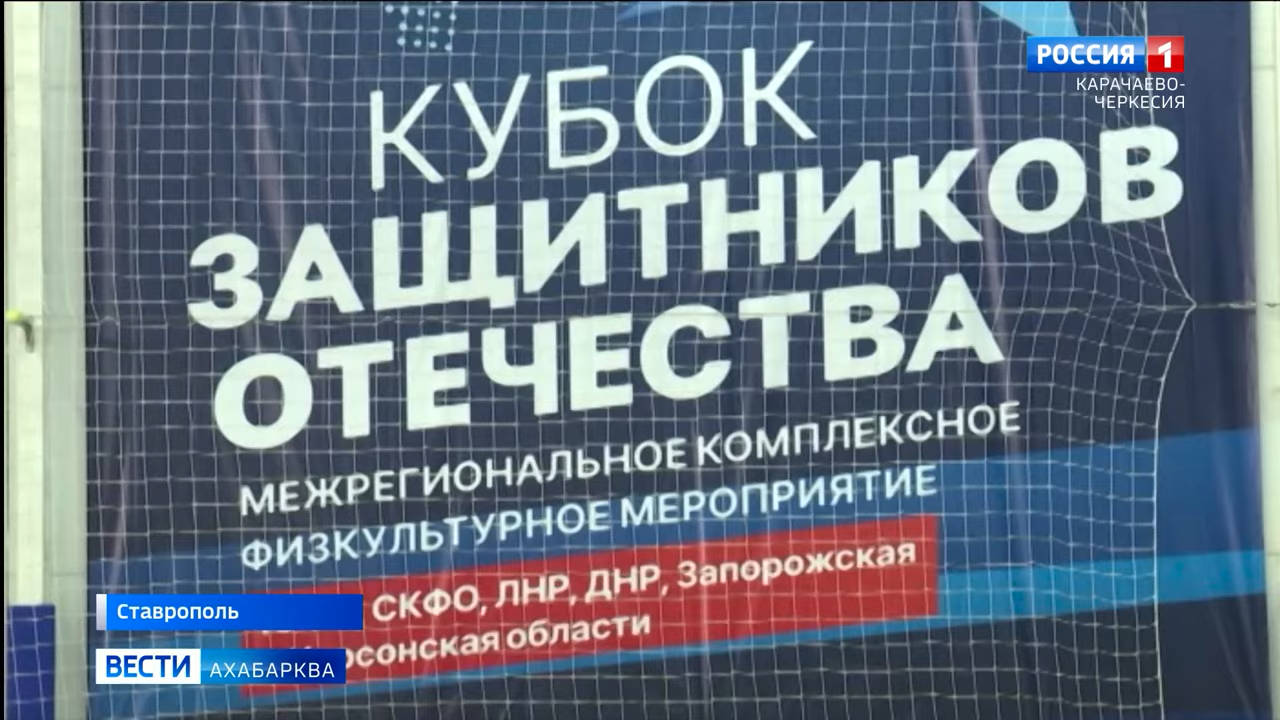 РОССИЯ 1
КАРАЧАЕВО-
ЧЕРКЕСИЯ
КУБОК
ЗАЩИТНИКОВ
ОТЕЧЕСТВА
МЕЖРЕГИОНАЛЬНОЕ КОМПЛЕКСНОЕ
ФИЗКУЛЬТУРНОЕ МЕРОПРИЯТИЕ
СКФО, ЛНР, ДНР, Запорожская
области
Ставрополь
ВЕСТИ АХАБАРКВА